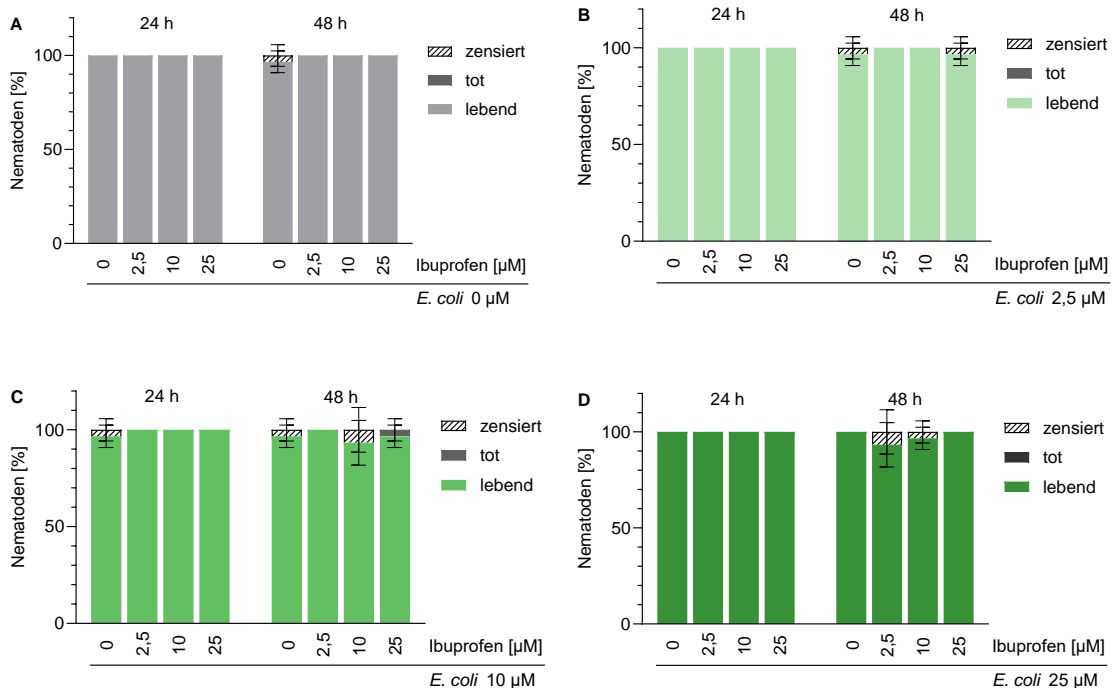 A
24 h 48 h
Nematoden [%]
100
50
0
zensiert
tot
lebend
0 2,5 10 25 0 2,5 10 25 Ibuprofen [µM]
E. coli 0 µM
B
24 h 48 h
Nematoden [%]
100
50
0
zensiert
tot
lebend
0 2,5 10 25 0 2,5 10 25 Ibuprofen [µM]
E. coli 2,5 µM
C
24 h 48 h
Nematoden [%]
100
50
0
zensiert
tot
lebend
0 2,5 10 25 0 2,5 10 25 Ibuprofen [µM]
E. coli 10 µM
D
24 h 48 h
Nematoden [%]
100
50
0
zensiert
tot
lebend
0 2,5 10 25 0 2,5 10 25 Ibuprofen [µM]
E. coli 25 µM